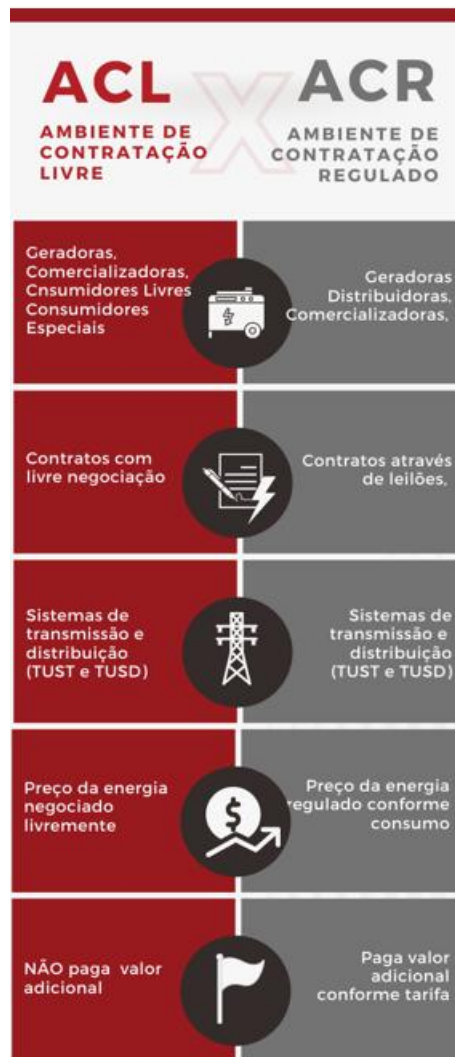 ACL
AMBIENTE DE
CONTRATAÇÃO
LIVRE
X
ACR
AMBIENTE DE
CONTRATAÇÃO
REGULADO
Geradoras,
Comercializadoras,
Cnsumidores Livres
Consumidores
Especiais
Geradoras
Distribuidoras,
Comercializadoras,
Contratos com
livre negociação
Contratos através
de leilões,
Sistemas de
transmissão e
distribuição
(TUST e TUSD)
Sistemas de
transmissão e
distribuição
(TUST e TUSD)
Preço da energia
negociado
livremente
$
Preço da energia
regulado conforme
consumo
NÃO paga valor
adicional
Paga valor
adicional
conforme tarifa